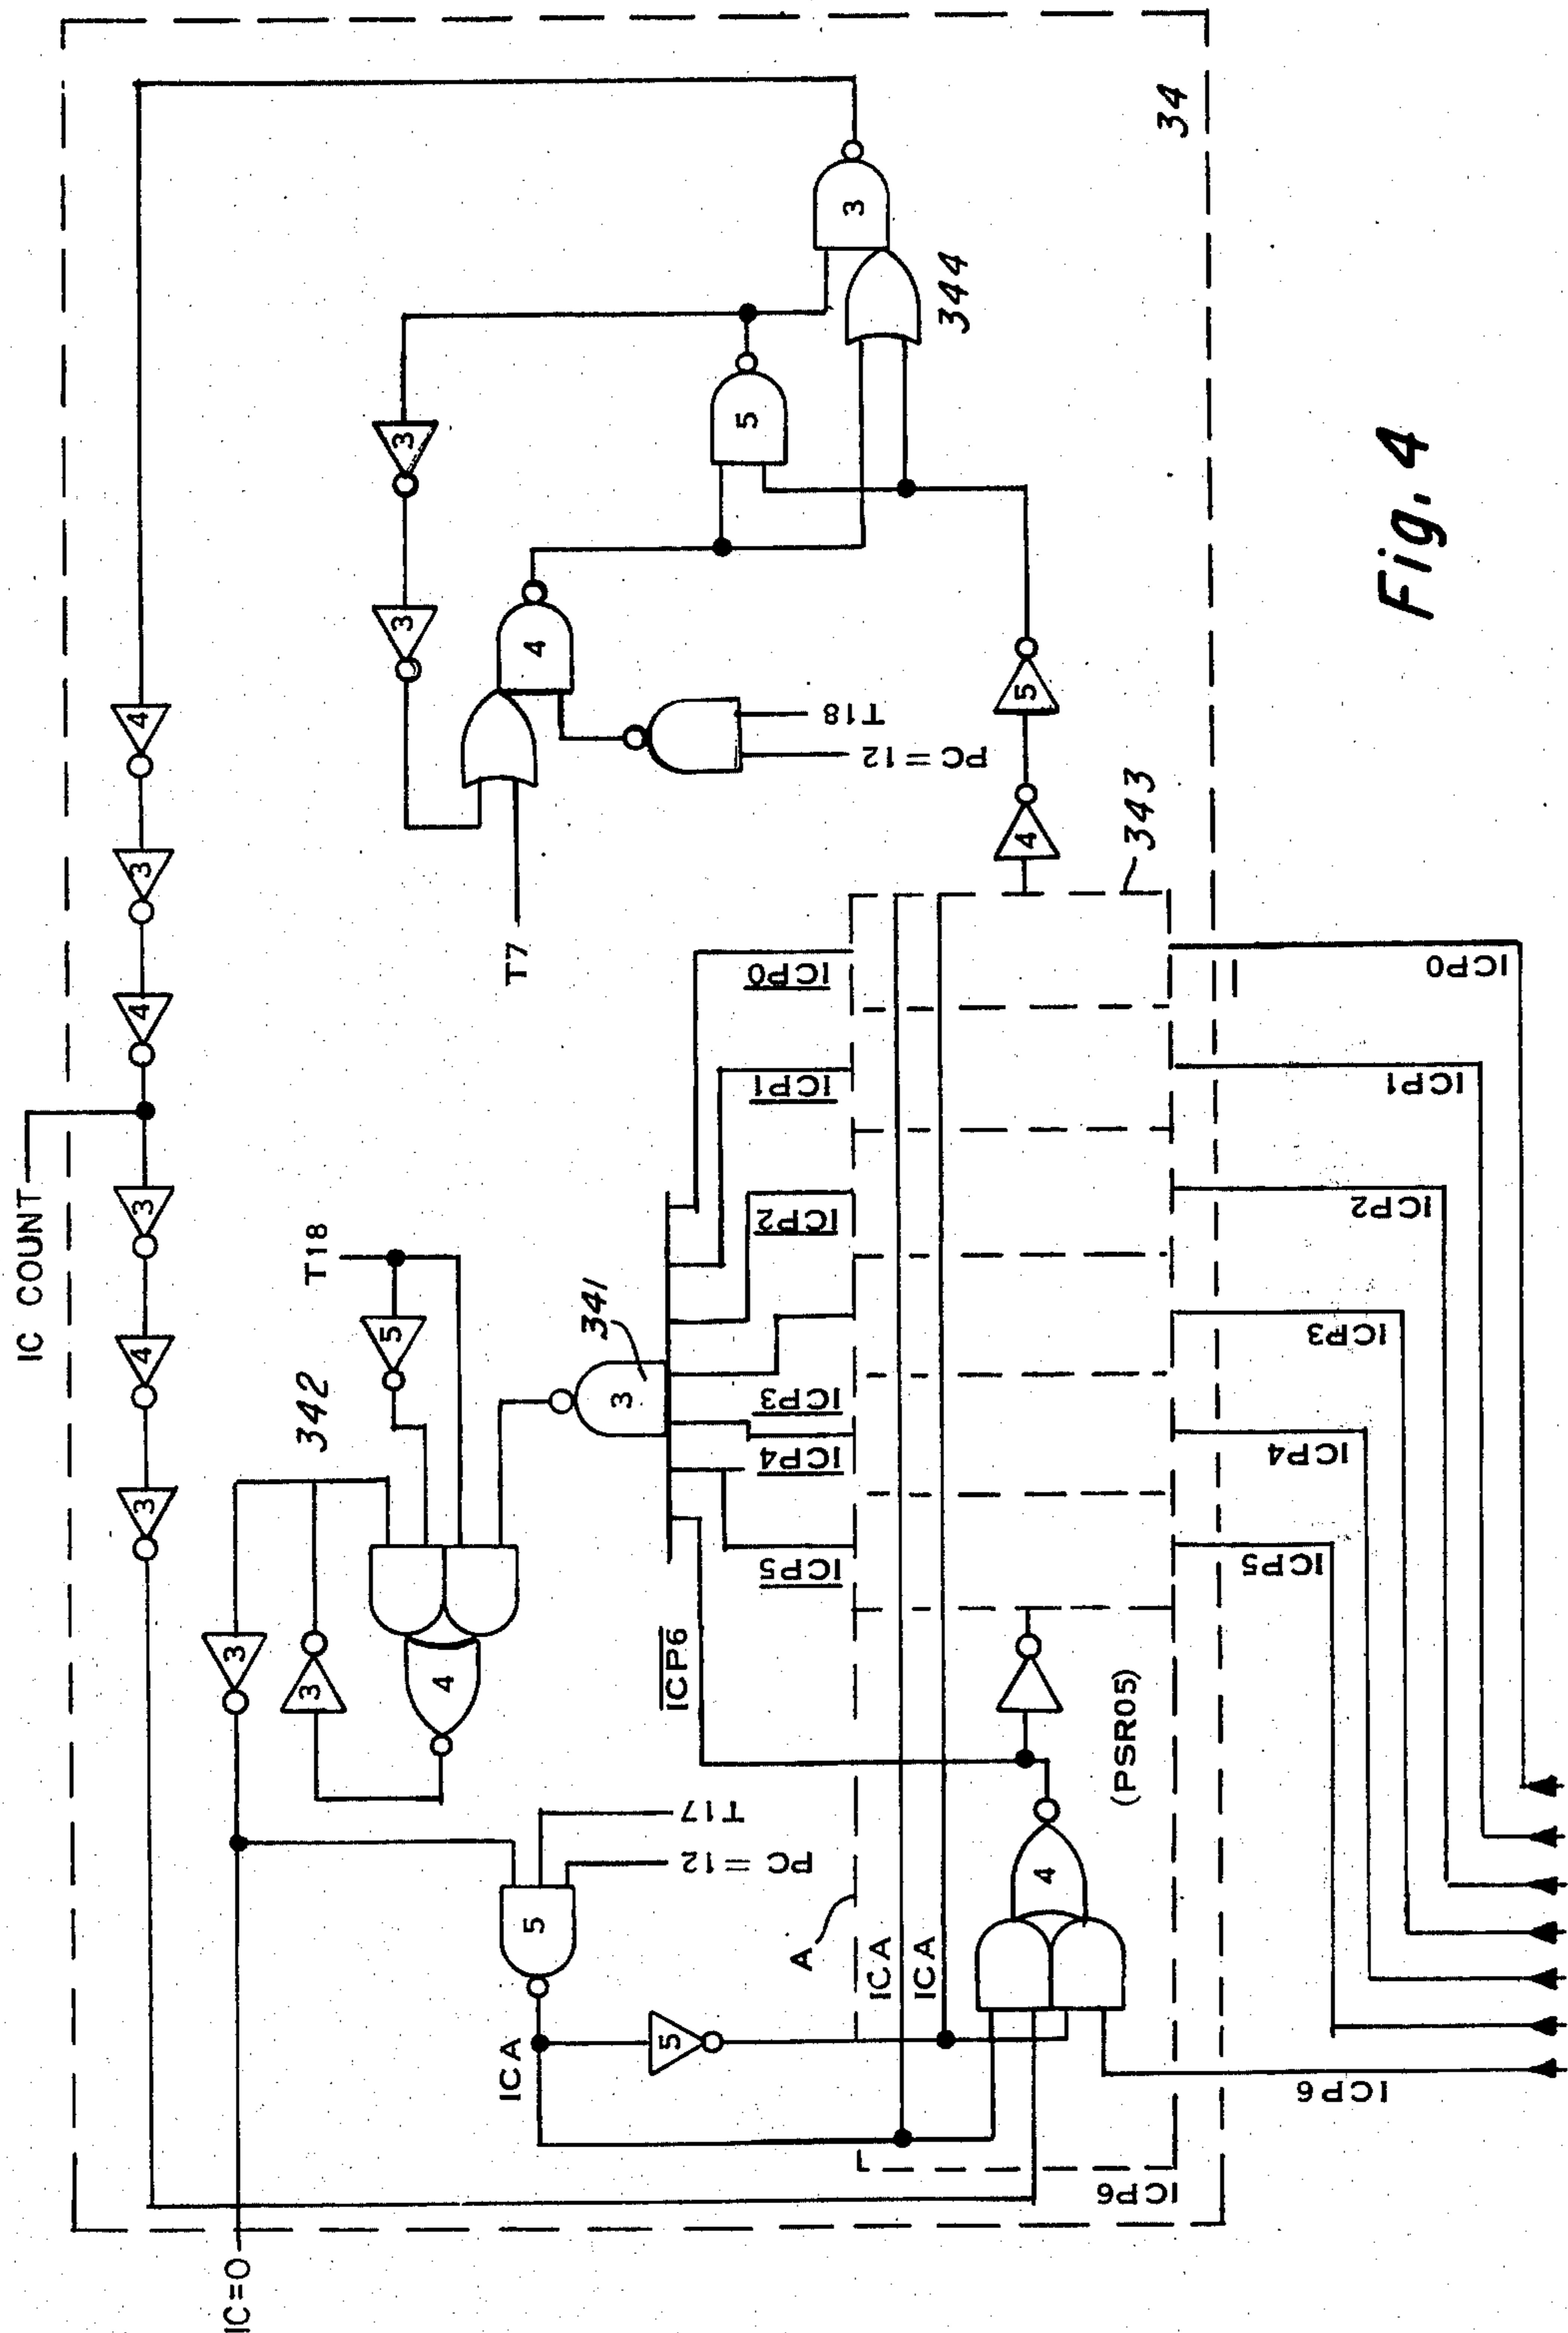 IC COUNT
4
3
4
3
4
3
34
3
344
5
3
3
4
T18
PC=12
T7
5
4
343
T18
5
342
341
3
3
3
4
ICP0
ICP1
ICP2
ICP3
ICP4
ICP5
ICP6
IC=0
T17
PC=12
5
ICA
5
A
ICA
ICA
4
(PSR05)
ICP6
ICP0
ICP1
ICP2
ICP3
ICP4
ICP5
ICP6
Fig. 4